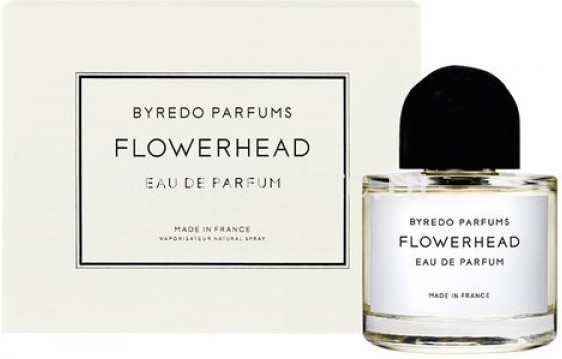 BYREDO PARFUMS
FLOWERHEAD
EAU DE PARFUM
MADE IN FRANCE
VAPORISATEUR NATURAL SPRAY
BYREDO PARFUMS
FLOWERHEAD
EAU DE PARFUM
MADE IN FRANCE